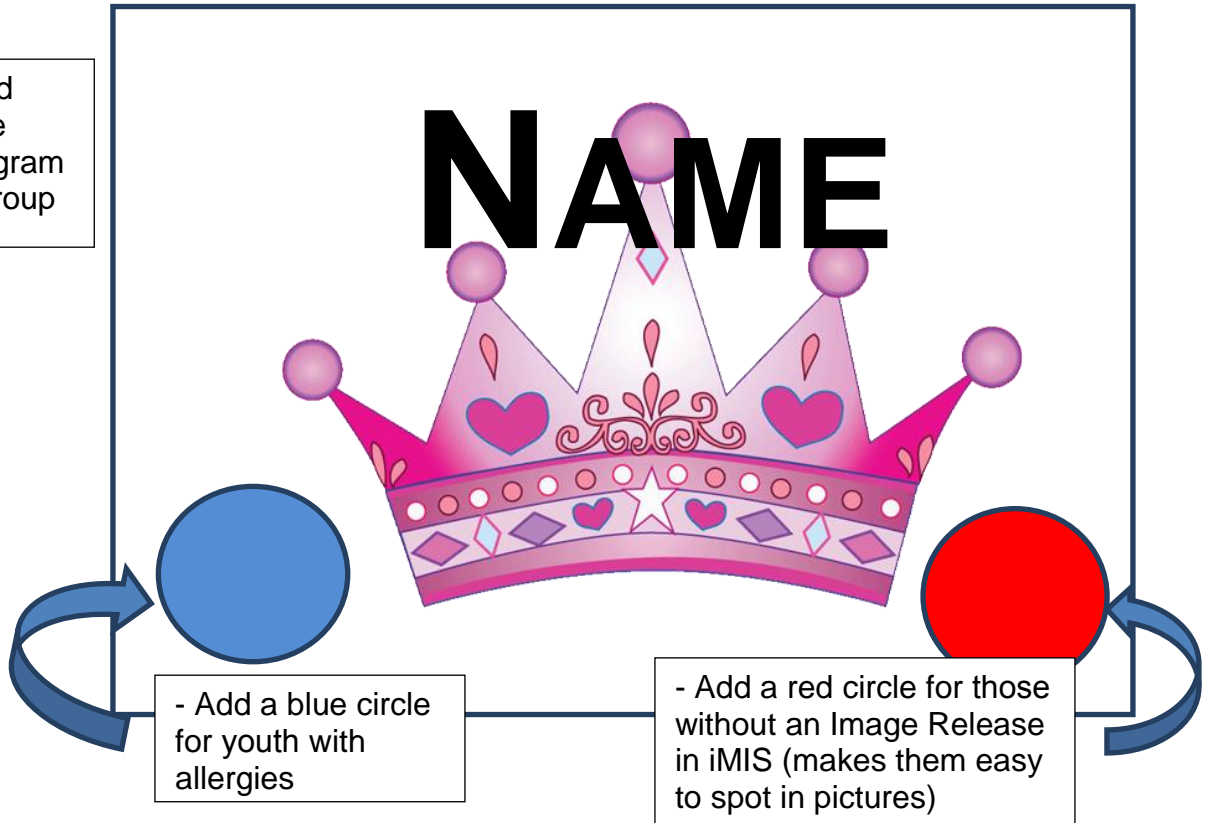 gram
roup
NAME
- Add a blue circle
for youth with
allergies
- Add a red circle for those
without an Image Release
in iMIS (makes them easy
to spot in pictures)